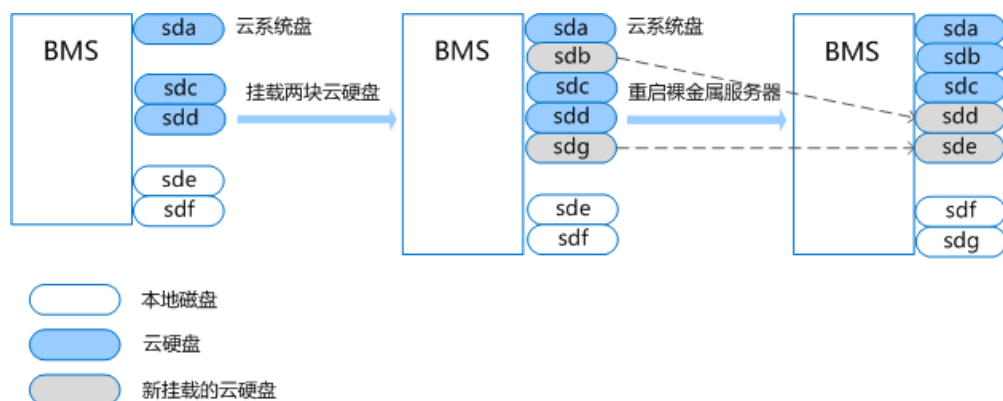 BMS
sda
云系统盘
sdc
sdd
sde
sdf
挂载两块云硬盘
BMS
sda
云系统盘
sdb
sdc
sdd
sdg
sde
sdf
重启裸金属服务器
BMS
sda
sdb
sdc
sdd
sde
sdf
sdg
本地磁盘
云硬盘
新挂载的云硬盘